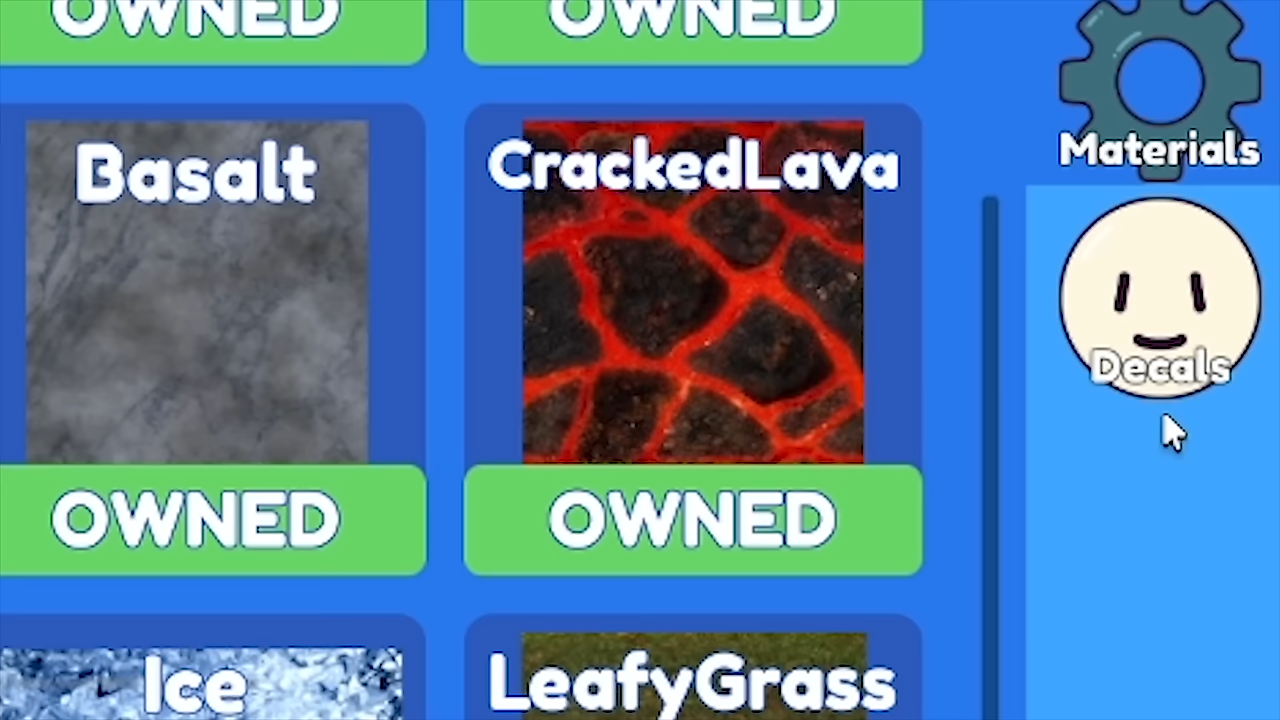 OWNED
OWNED
Materials
Basalt
CrackedLava
Decals
OWNED
OWNED
Ice
LeafyGrass